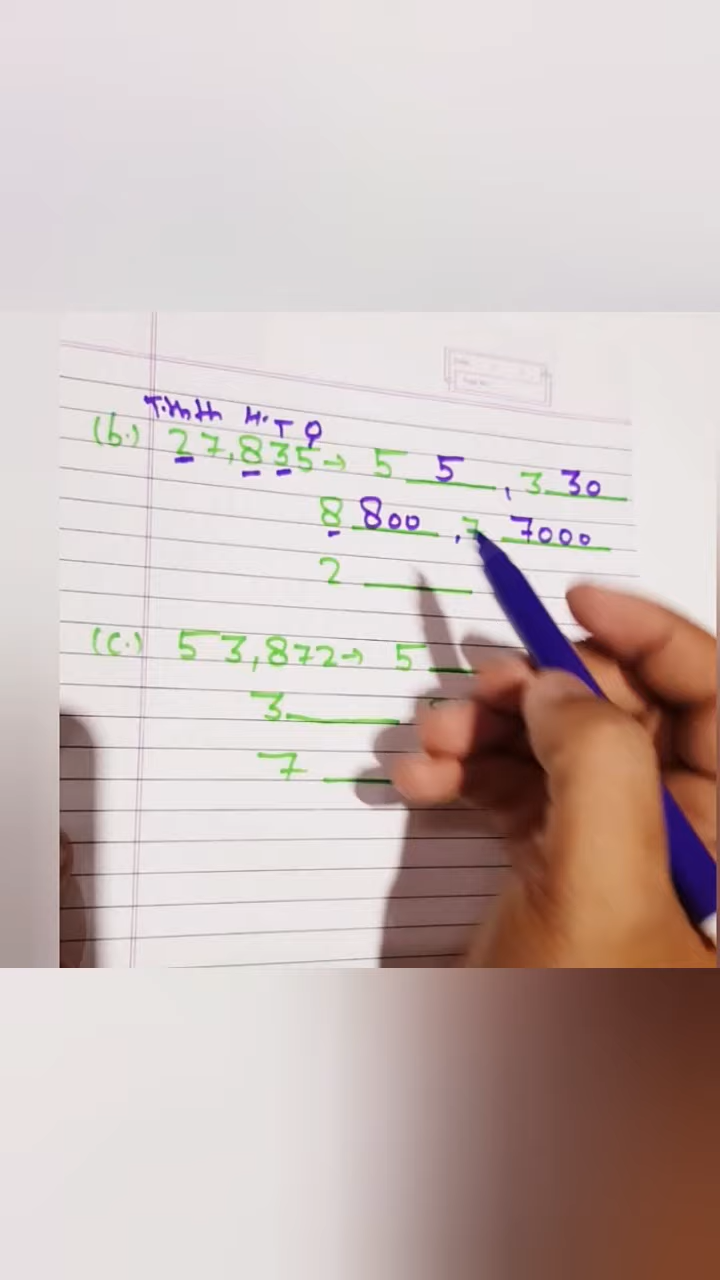 T.th th H. T O
(b.) 27,835→ 5 5 , 3 30
8 800 , 7 7000
2
(c.) 53,872→ 5
3
7